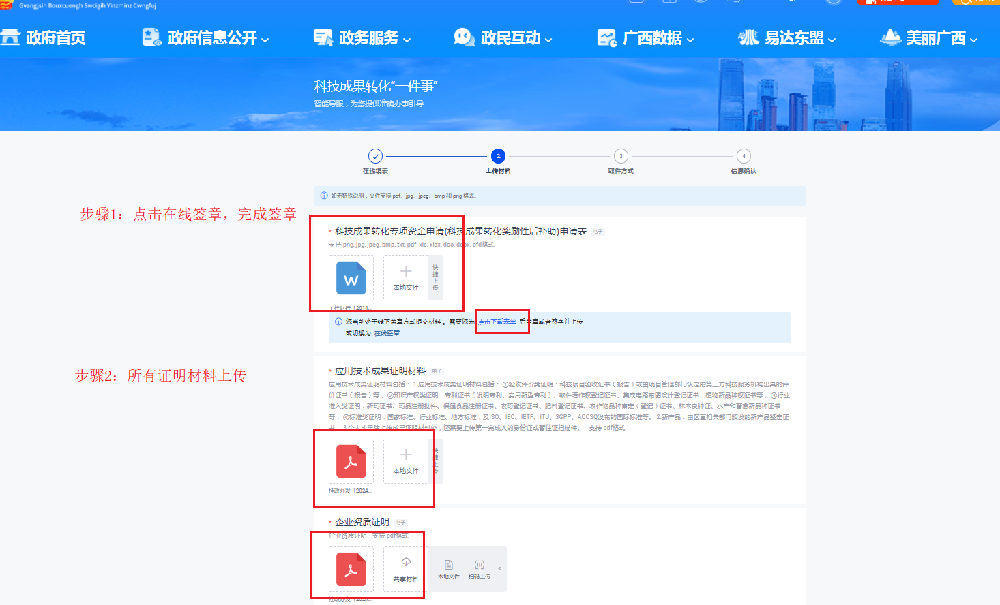 Gvangjsih Bouxcuengh Swcigih Yinzminz Cwngfuj
政府首页
政府信息公开
政务服务
政民互动
广西数据
易达东盟
美丽广西
科技成果转化“一件事”
智能导服，为您提供准确办事引导
2
3
4
在线填表
上传材料
取件方式
信息确认
如无特殊说明，文件支持 pdf、jpg、jpeg、bmp 和 png 格式。
步骤1：点击在线签章，完成签章
* 科技成果转化专项资金申请(科技成果转化奖励性后补助)申请表 电子
支持 png, jpg, jpeg, bmp, txt, pdf, xls, xlsx, doc, docx, ofd格式
W
本地文件
快捷上传
（桂财行〔2014...
您当前处于线下盖章方式提交材料 。需要您先 点击下载表单 后盖章或者签字并上传
或切换为 在线签章
步骤2：所有证明材料上传
* 应用技术成果证明材料 电子
应用技术成果证明材料包括： 1.应用技术成果证明材料包括： ①验收评价类证明：科技项目验收证书（报告）或由项目管理部门认定的第三方科技服务机构出具的评
价证书（报告）等； ②知识产权类证明：专利证书（发明专利、实用新型专利）、软件著作权登记证书、集成电路布图设计登记证书、植物新品种权证书等； ③行业
准入类证明：新药证书、药品注册批件、保健食品注册证书、农药登记证书、肥料登记证书、农作物品种审定（登记）证书、林木良种证、水产和畜禽新品种证书
等； ④标准类证明：国家标准、行业标准、地方标准，及ISO、IEC、IETF、ITU、3GPP、ACCSQ发布的国际标准等。 2.新产品：由区直相关部门颁发的新产品鉴定证
书。 3.个人成果除上传成果证明材料外，还需要上传第一完成人的身份证或暂住证扫描件。 支持 pdf格式
本地文件
快捷上传
桂政办发〔2024...
* 企业资质证明 电子
企业资质证明 支持 pdf格式
共享材料
本地文件
扫码上传
<
桂政办发〔2024...